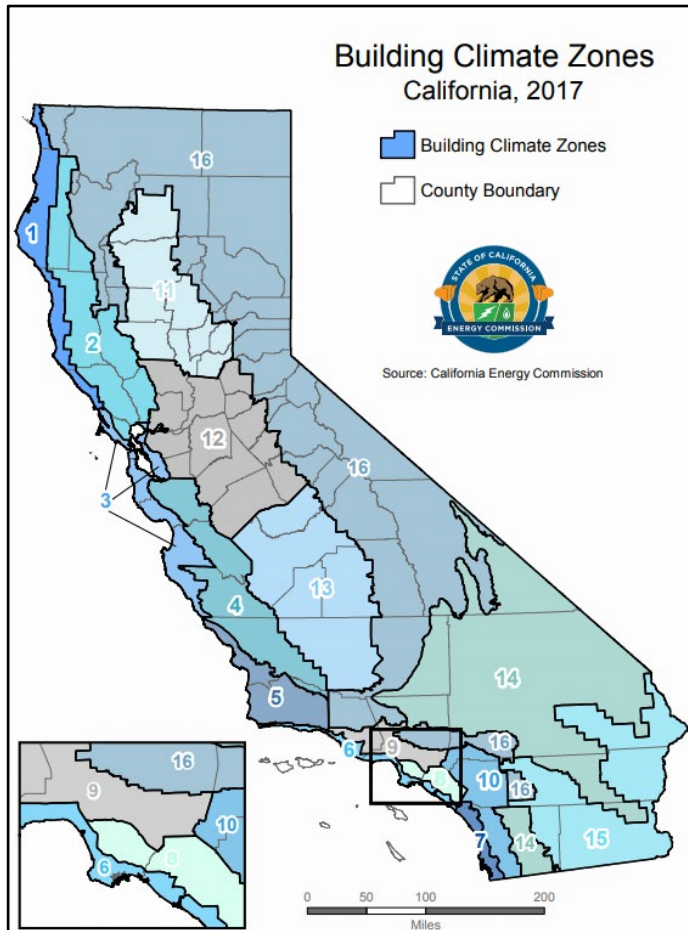 Building Climate Zones
California, 2017
Building Climate Zones
County Boundary
STATE OF CALIFORNIA
ENERGY COMMISSION
Source: California Energy Commission
16
1
11
2
12
16
3
13
4
14
5
6
9
16
8
10
16
7
14
15
16
9
10
8
6
0 50 100 200
Miles